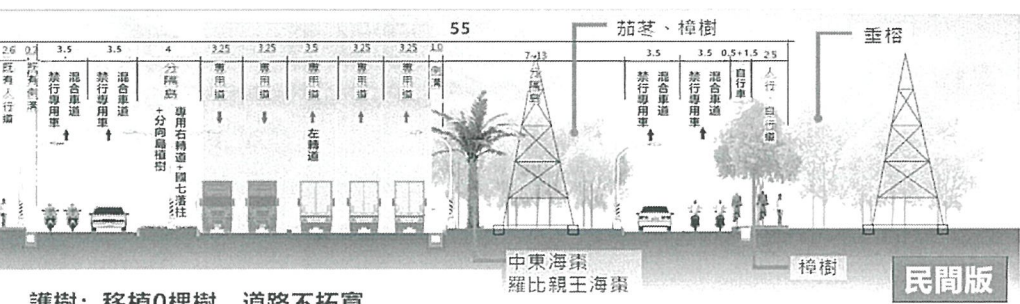 55
茄苳、樟樹
垂榕
2.6
3.5
3.5
4
3.25
3.25
3.5
3.25
3.25
1.0
7~13
3.5
3.5
0.5+1.5
2.5
既有人行道
既有側溝
混合車道
禁行專用車
混合車道
禁行專用車
分隔島
專用右轉道+國七落柱
+分向島植樹
專用道
專用道
專用道
左轉道
專用道
專用道
側溝
分隔島
混合車道
禁行專用車
混合車道
禁行專用車
自行車
人行
中東海棗
羅比親王海棗
樟樹
民間版
護樹：移植0棵樹　道路不拓寬